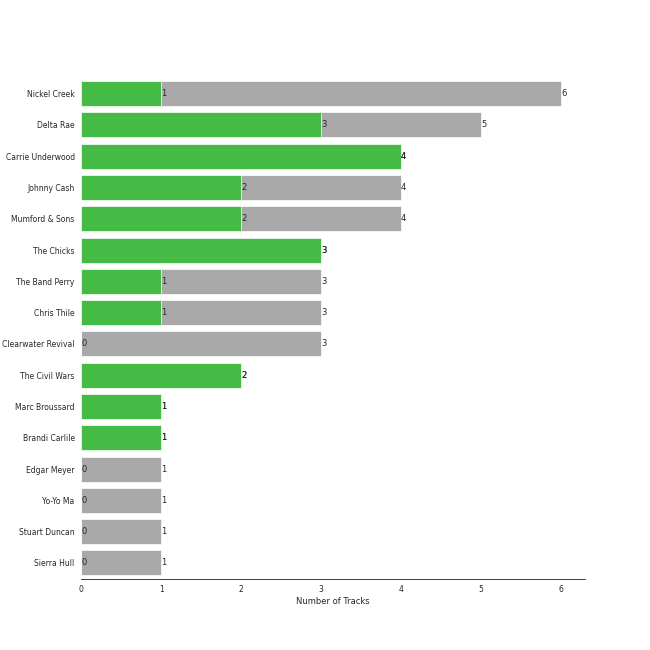 Nickel Creek 1 6
Delta Rae 3 5
Carrie Underwood 4
Johnny Cash 2 4
Mumford & Sons 2 4
The Chicks 3
The Band Perry 1 3
Chris Thile 1 3
Clearwater Revival 0 3
The Civil Wars 2
Marc Broussard 1
Brandi Carlile 1
Edgar Meyer 0 1
Yo-Yo Ma 0 1
Stuart Duncan 0 1
Sierra Hull 0 1
0 1 2 3 4 5 6
Number of Tracks